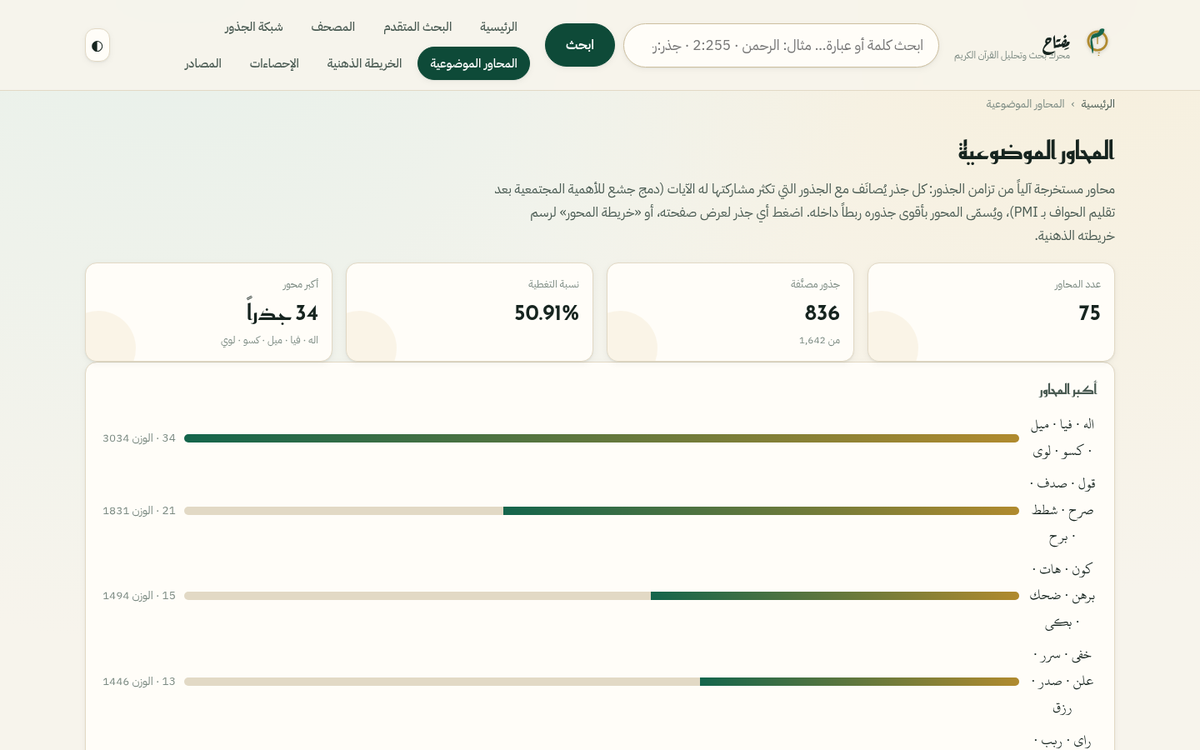 مِفتاح
محرك بحث وتحليل القرآن الكريم
ابحث كلمة أو عبارة... مثال: الرحمن · 2:255 · جذر:ر
ابحث
الرئيسية
البحث المتقدم
المصحف
شبكة الجذور
المحاور الموضوعية
الخريطة الذهنية
الإحصاءات
المصادر
الرئيسية › المحاور الموضوعية
المحاور الموضوعية
محاور مستخرجة آلياً من تزامن الجذور: كل جذر يُصانَف مع الجذور التي تكثر مشاركتها له الآيات (دمج جشع للأهمية المجتمعية بعد
تقليم الحواف بـ PMI)، ويُسمّى المحور بأقوى جذوره ربطاً داخله. اضغط أي جذر لعرض صفحته، أو «خريطة المحور» لرسم
خريطته الذهنية.
عدد المحاور
75
جذور مصنَّفة
836
من 1,642
نسبة التغطية
50.91%
أكبر محور
34 جذراً
اله · فيا · ميل · كسو · لوي
أكبر المحاور
اله · فيا · ميل
· كسو · لوى
34 · الوزن 3034
قول · صدف ·
صرح · شطط
· برح
21 · الوزن 1831
كون · هات ·
برهن · ضحك
· بكى
15 · الوزن 1494
خفى · سرر ·
علن · صدر ·
رزق
13 · الوزن 1446
راى · ريب ·